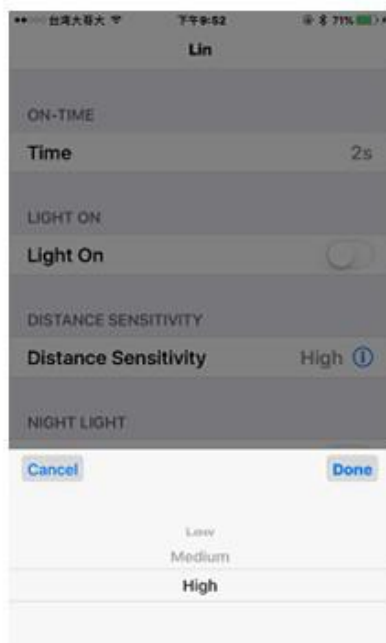 台灣大哥大 下午9:52 71%
Lin
ON-TIME
Time 2s
LIGHT ON
Light On
DISTANCE SENSITIVITY
Distance Sensitivity High
NIGHT LIGHT
Cancel Done
Low
Medium
High